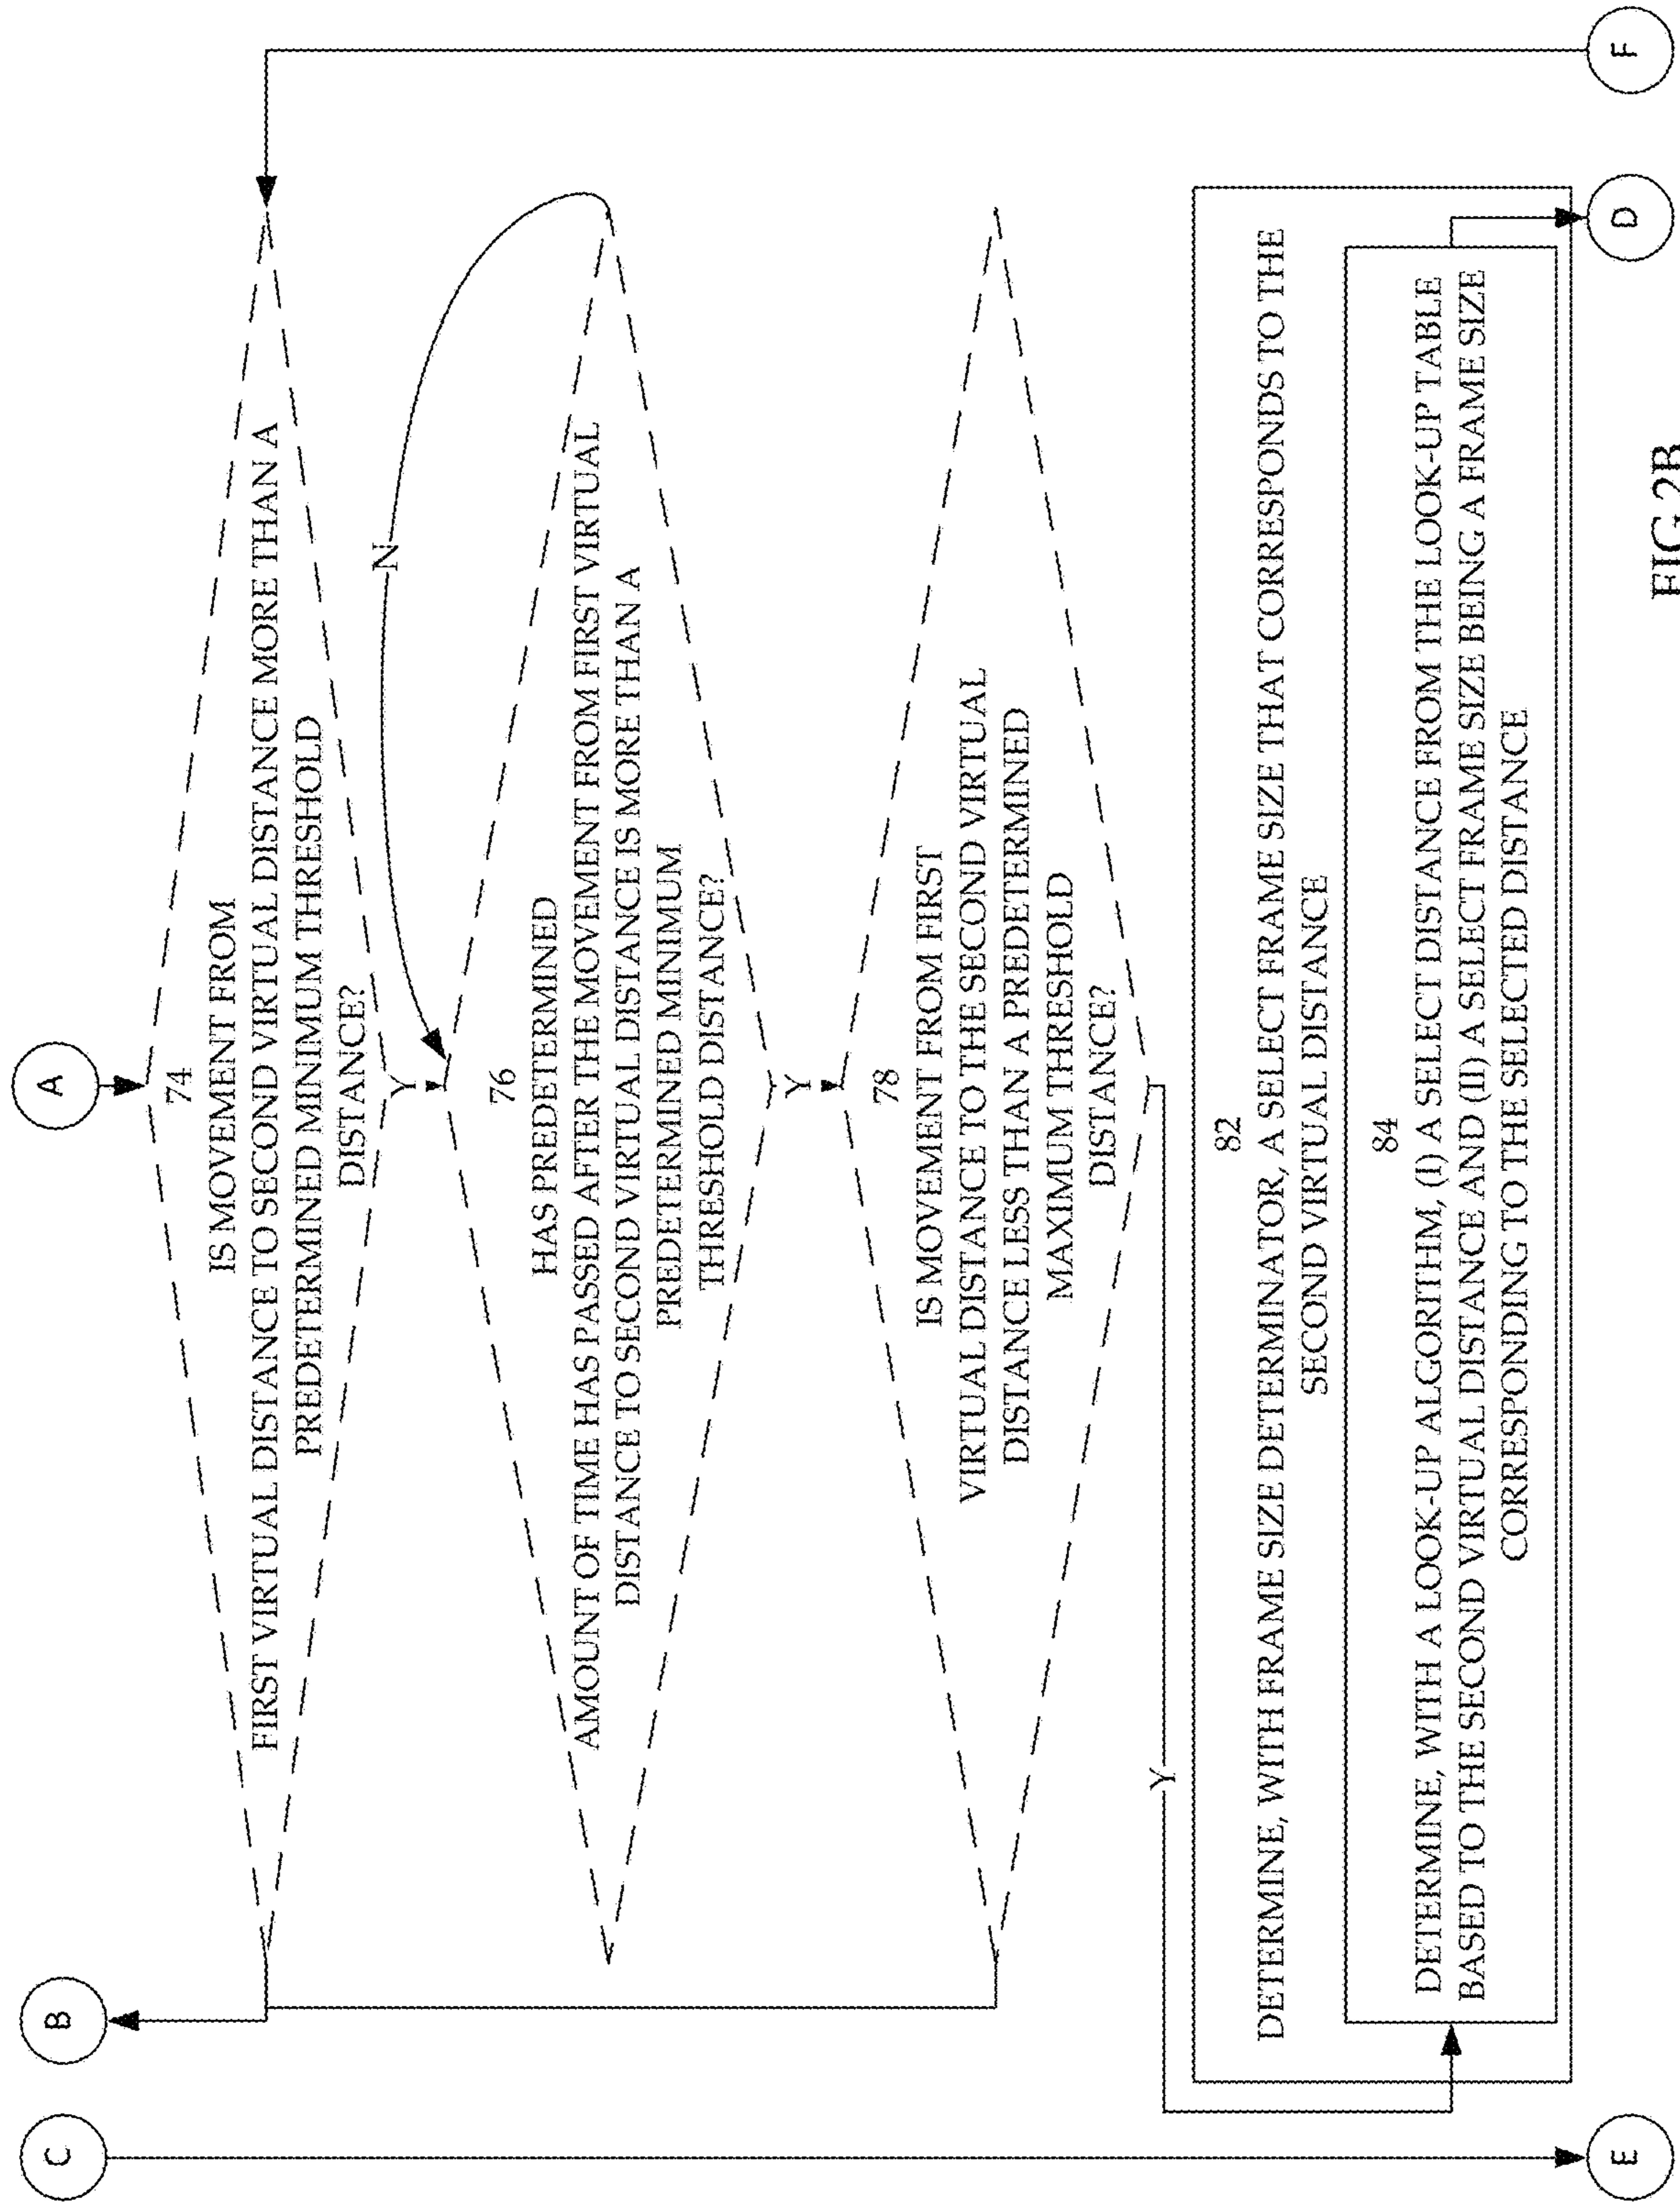 C
B
A
74
IS MOVEMENT FROM
FIRST VIRTUAL DISTANCE TO SECOND VIRTUAL DISTANCE MORE THAN A
PREDETERMINED MINIMUM THRESHOLD
DISTANCE?
Y
N
76
HAS PREDETERMINED
AMOUNT OF TIME HAS PASSED AFTER THE MOVEMENT FROM FIRST VIRTUAL
DISTANCE TO SECOND VIRTUAL DISTANCE IS MORE THAN A
PREDETERMINED MINIMUM
THRESHOLD DISTANCE?
Y
78
IS MOVEMENT FROM FIRST
VIRTUAL DISTANCE TO THE SECOND VIRTUAL
DISTANCE LESS THAN A PREDETERMINED
MAXIMUM THRESHOLD
DISTANCE?
Y
82
DETERMINE, WITH FRAME SIZE DETERMINATOR, A SELECT FRAME SIZE THAT CORRESPONDS TO THE
SECOND VIRTUAL DISTANCE
84
DETERMINE, WITH A LOOK-UP ALGORITHM, (I) A SELECT DISTANCE FROM THE LOOK-UP TABLE
BASED TO THE SECOND VIRTUAL DISTANCE AND (II) A SELECT FRAME SIZE BEING A FRAME SIZE
CORRESPONDING TO THE SELECTED DISTANCE
E
D
F
FIG 2B